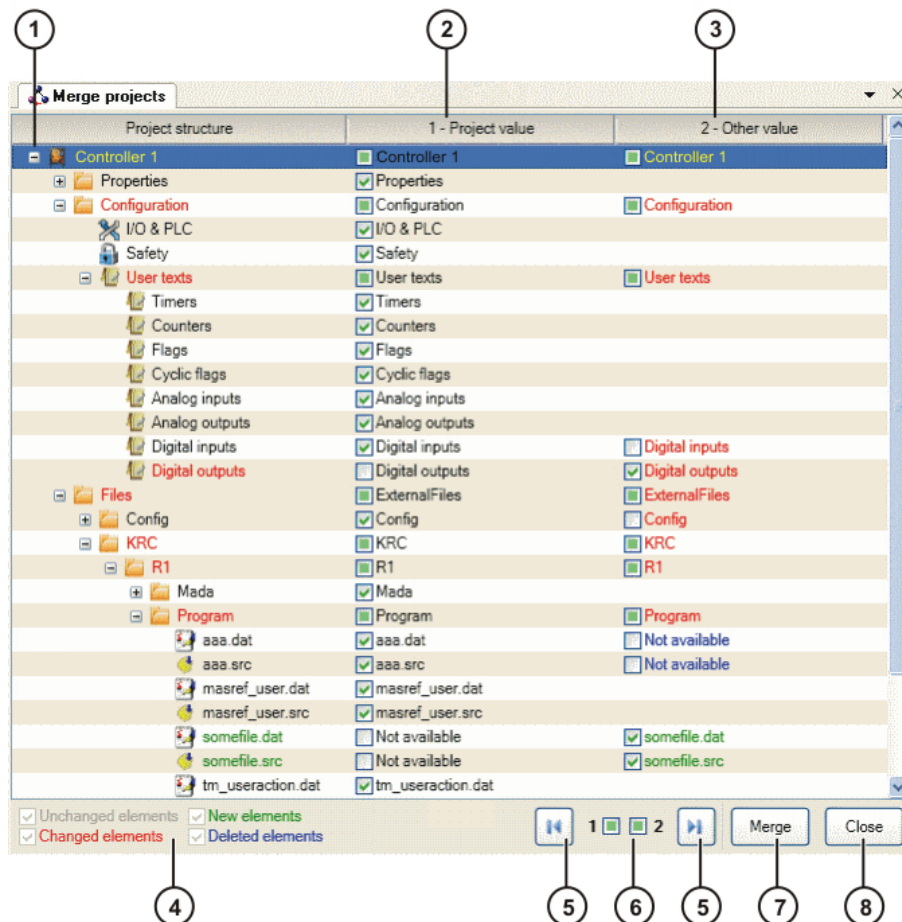 1 2 3
Merge projects
Project structure 1 - Project value 2 - Other value
Controller 1 Controller 1 Controller 1
Properties Properties
Configuration Configuration Configuration
I/O & PLC I/O & PLC
Safety Safety
User texts User texts User texts
Timers Timers
Counters Counters
Flags Flags
Cyclic flags Cyclic flags
Analog inputs Analog inputs
Analog outputs Analog outputs
Digital inputs Digital inputs Digital inputs
Digital outputs Digital outputs Digital outputs
Files ExternalFiles ExternalFiles
Config Config Config
KRC KRC KRC
R1 R1 R1
Mada Mada
Program Program Program
aaa.dat aaa.dat Not available
aaa.src aaa.src Not available
masref_user.dat masref_user.dat
masref_user.src masref_user.src
somefile.dat Not available somefile.dat
somefile.src Not available somefile.src
tm_useraction.dat tm_useraction.dat
Unchanged elements New elements
Changed elements Deleted elements
1 2 Merge Close
4 5 6 5 7 8